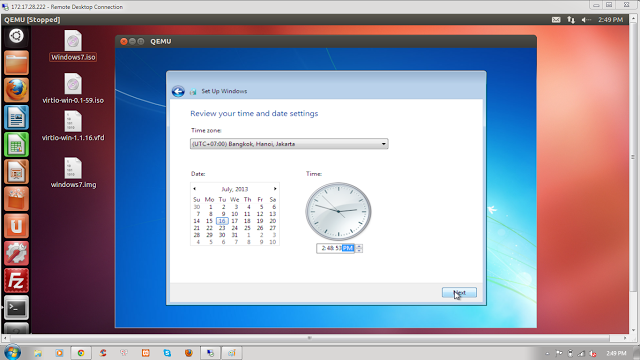 172.17.28.222 - Remote Desktop Connection
QEMU [Stopped]
2:49 PM
Windows7.iso
virtio-win-0.1-59.iso
virtio-win-1.1.16.vfd
windows7.img
QEMU
Set Up Windows
Review your time and date settings
Time zone:
(UTC+07:00) Bangkok, Hanoi, Jakarta
Date:
Time:
July, 2013
Su Mo Tu We Th Fr Sa
30 1 2 3 4 5 6
7 8 9 10 11 12 13
14 15 16 17 18 19 20
21 22 23 24 25 26 27
28 29 30 31 1 2 3
4 5 6 7 8 9 10
2:48:53 PM
Next
2:49 PM